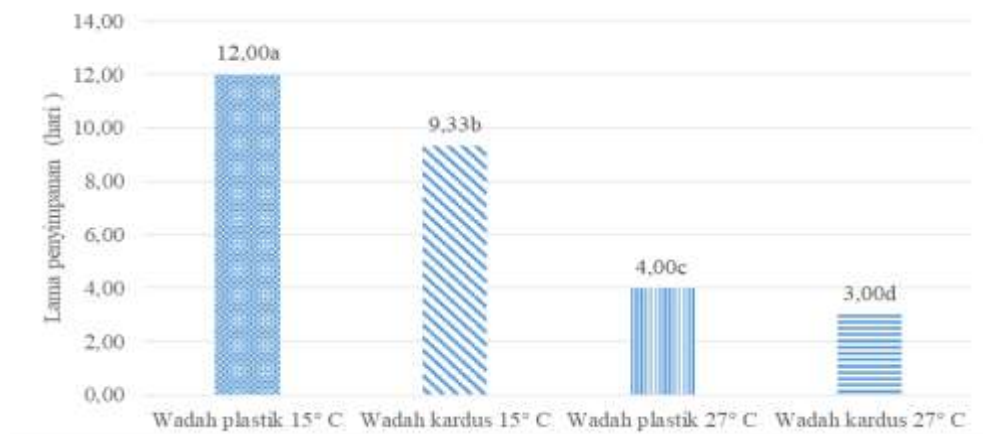 14,00
12,00
10,00
8,00
6,00
4,00
2,00
0,00
Lama penyimpanan (hari )
12,00a
9,33b
4,00c
3,00d
Wadah plastik 15° C
Wadah kardus 15° C
Wadah plastik 27° C
Wadah kardus 27° C